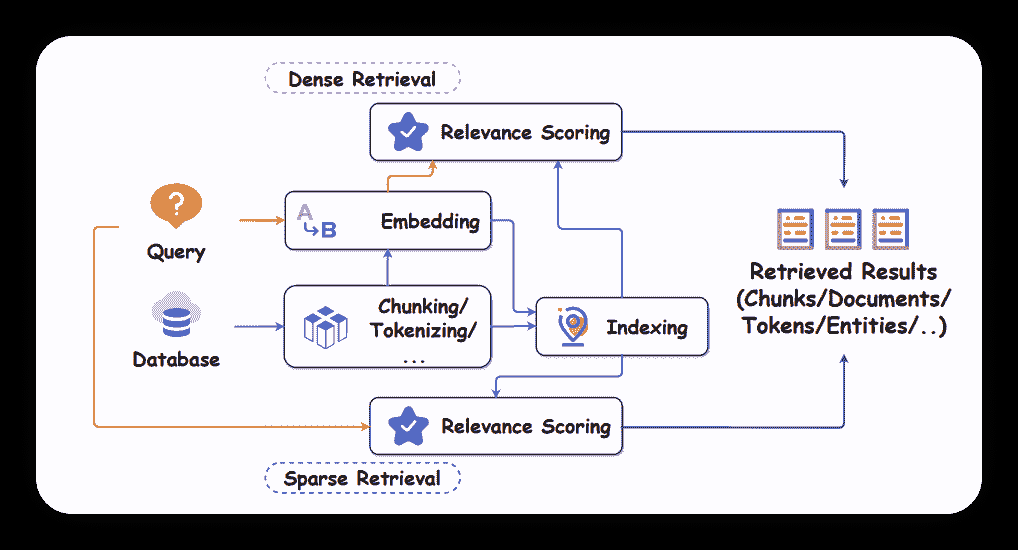 Dense Retrieval
Relevance Scoring
?
A
B
Embedding
Query
Chunking/
Tokenizing/
...
Database
Indexing
Relevance Scoring
Sparse Retrieval
Retrieved Results
(Chunks/Documents/
Tokens/Entities/..)